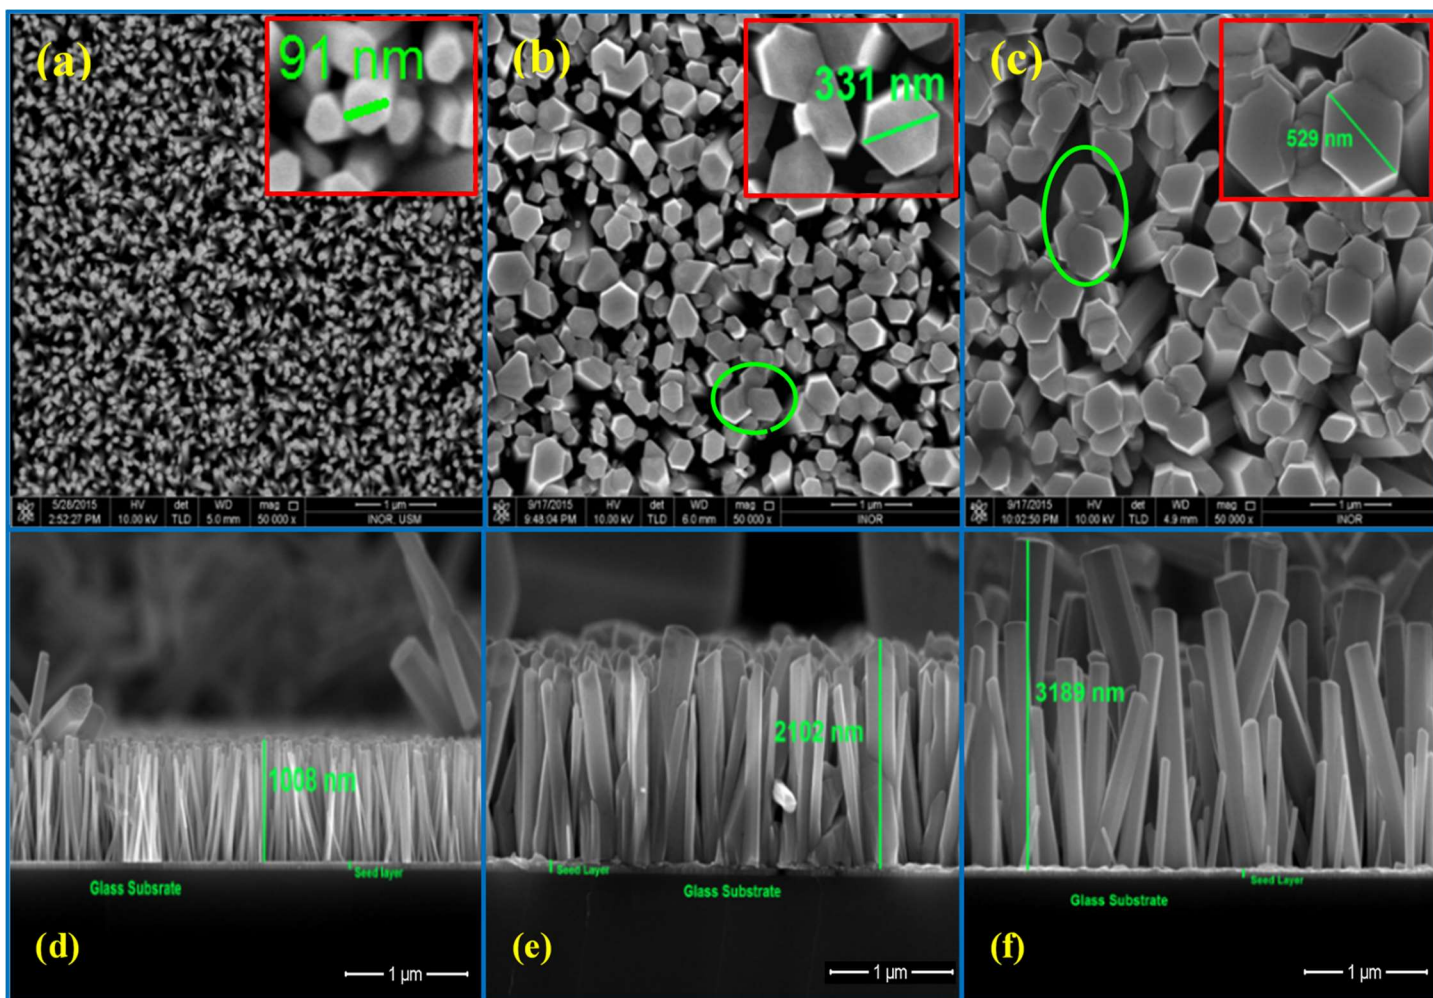 (a)
91 nm
(b)
331 nm
(c)
529 nm
5/26/2015 HV det WD mag
2:52:27 PM 10.00 kV TLD 5.0 mm 50 000 x
1 µm
INOR, USM
9/17/2015 HV det WD mag
9:48:04 PM 10.00 kV TLD 6.0 mm 50 000 x
1 µm
INOR
9/17/2015 HV det WD mag
10:02:50 PM 10.00 kV TLD 4.9 mm 50 000 x
1 µm
INOR
1008 nm
Seed layer
Glass Subsrate
(d)
1 µm
2102 nm
Seed Layer
Glass Substrate
(e)
1 µm
3189 nm
Seed Layer
Glass Substrate
(f)
1 µm